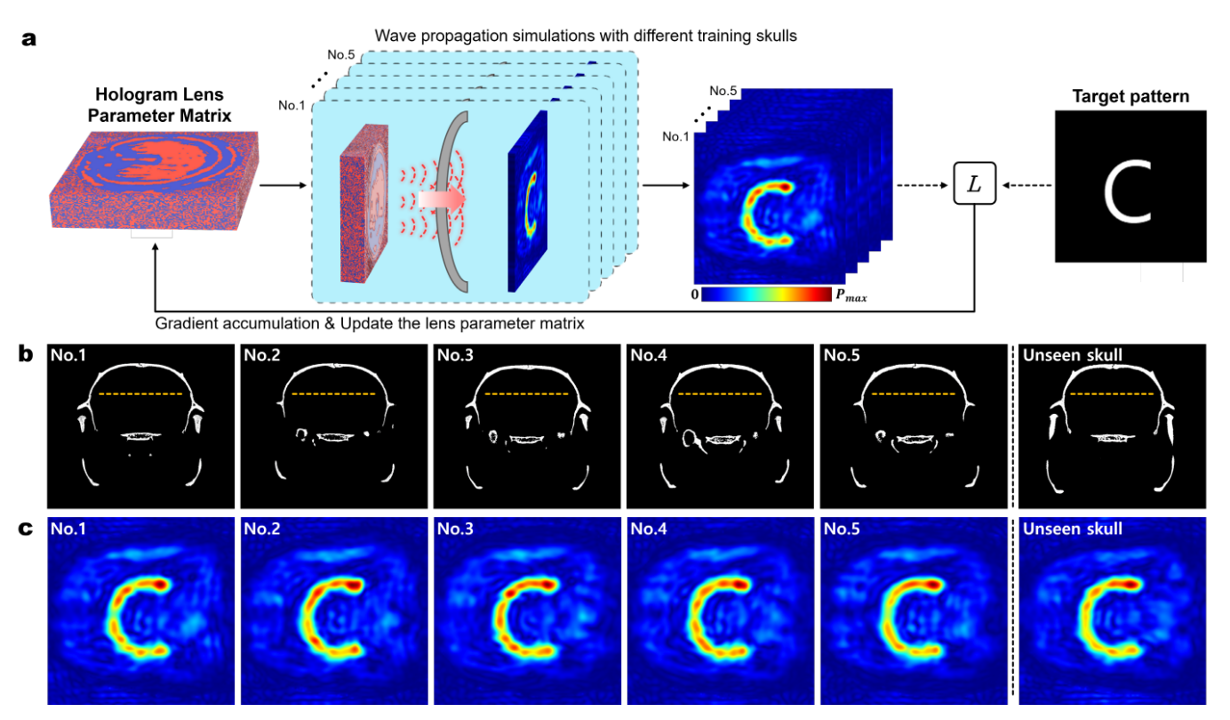 a
Wave propagation simulations with different training skulls
No.5
No.1
Hologram Lens
Parameter Matrix
No.5
No.1
Target pattern
L
C
0
P_max
Gradient accumulation & Update the lens parameter matrix
b
No.1
No.2
No.3
No.4
No.5
Unseen skull
c
No.1
No.2
No.3
No.4
No.5
Unseen skull